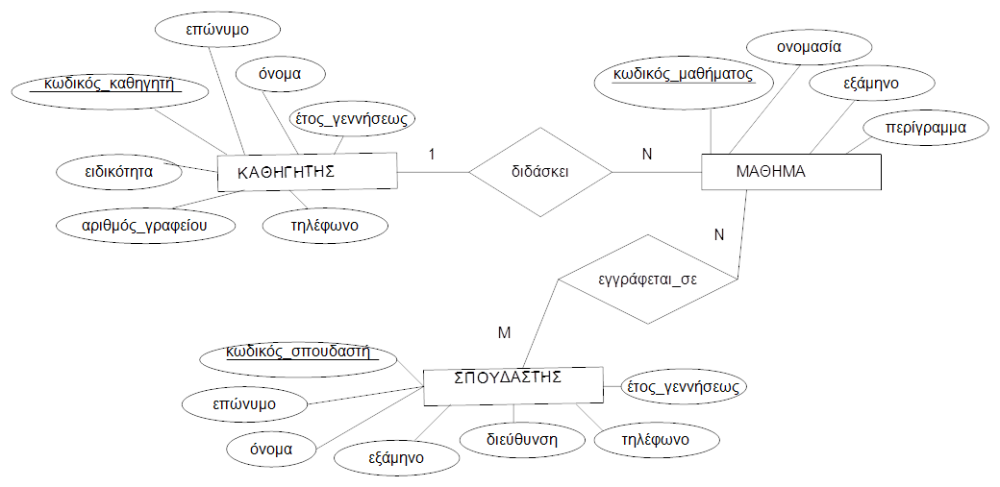 επώνυμο
ονομασία
όνομα
κωδικός_μαθήματος
κωδικός_καθηγητή
εξάμηνο
έτος_γεννήσεως
περίγραμμα
1
N
ειδικότητα
ΚΑΘΗΓΗΤΗΣ
διδάσκει
ΜΑΘΗΜΑ
αριθμός_γραφείου
τηλέφωνο
N
εγγράφεται_σε
M
κωδικός_σπουδαστή
ΣΠΟΥΔΑΣΤΗΣ
έτος_γεννήσεως
επώνυμο
διεύθυνση
τηλέφωνο
όνομα
εξάμηνο